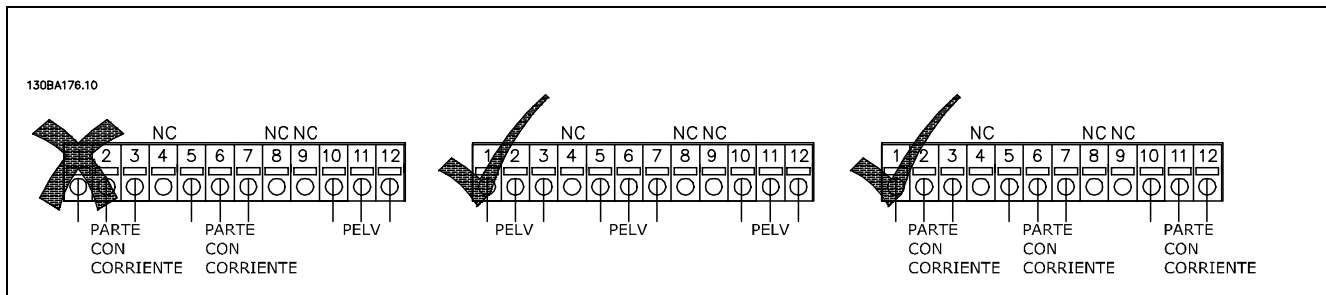 130BA176.10
NC NC NC
2 3 4 5 6 7 8 9 10 11 12
PARTE PARTE PELV
CON CON
CORRIENTE CORRIENTE
NC NC NC
1 2 3 4 5 6 7 8 9 10 11 12
PELV PELV PELV
NC NC NC
1 2 3 4 5 6 7 8 9 10 11 12
PARTE PARTE PARTE
CON CON CON
CORRIENTE CORRIENTE CORRIENTE